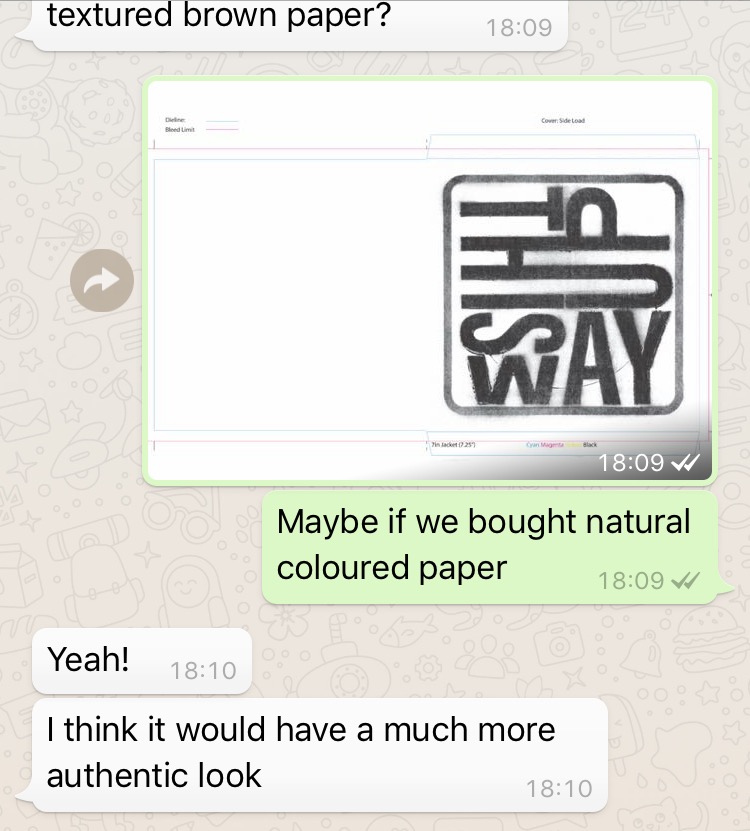 textured brown paper?
18:09
Dieline:
Bleed Limit
Cover: Side Load
THIS
UP
WAY
7in Jacket (7.25")
Cyan Magenta Black
18:09
Maybe if we bought natural
coloured paper
18:09
Yeah!
18:10
I think it would have a much more
authentic look
18:10